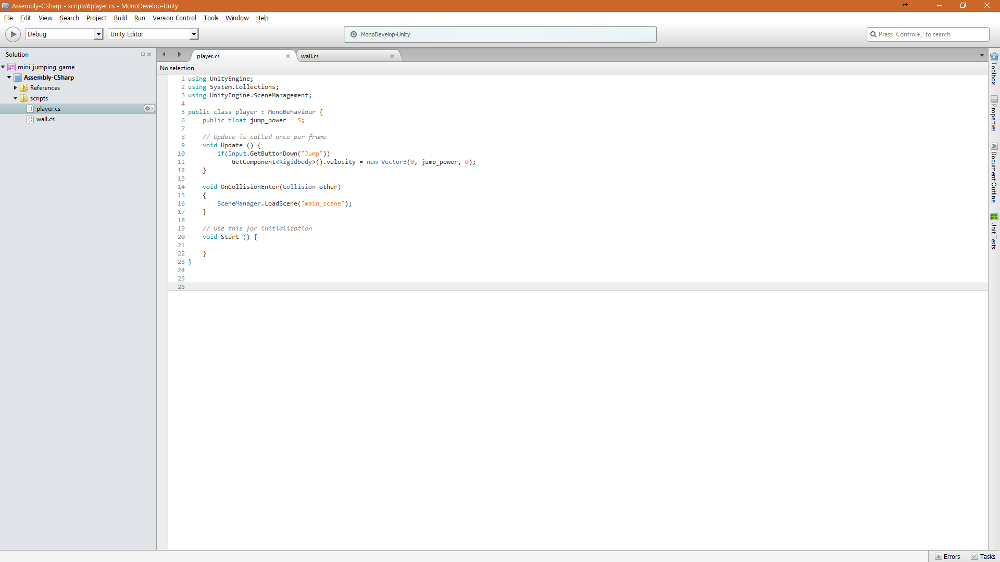 Assembly-CSharp - scripts₩player.cs - MonoDevelop-Unity
File Edit View Search Project Build Run Version Control Tools Window Help
Debug Unity Editor MonoDevelop-Unity Press 'Control+,' to search
Solution
mini_jumping_game
Assembly-CSharp
References
scripts
player.cs
wall.cs
player.cs wall.cs
No selection
1 using UnityEngine;
2 using System.Collections;
3 using UnityEngine.SceneManagement;
4
5 public class player : MonoBehaviour {
6 public float jump_power = 5;
7
8 // Update is called once per frame
9 void Update () {
10 if(Input.GetButtonDown("Jump"))
11 GetComponent<Rigidbody>().velocity = new Vector3(0, jump_power, 0);
12 }
13
14 void OnCollisionEnter(Collision other)
15 {
16 SceneManager.LoadScene("main_scene");
17 }
18
19 // Use this for initialization
20 void Start () {
21
22 }
23 }
24
25
26
Toolbox
Properties
Document Outline
Unit Tests
Errors Tasks